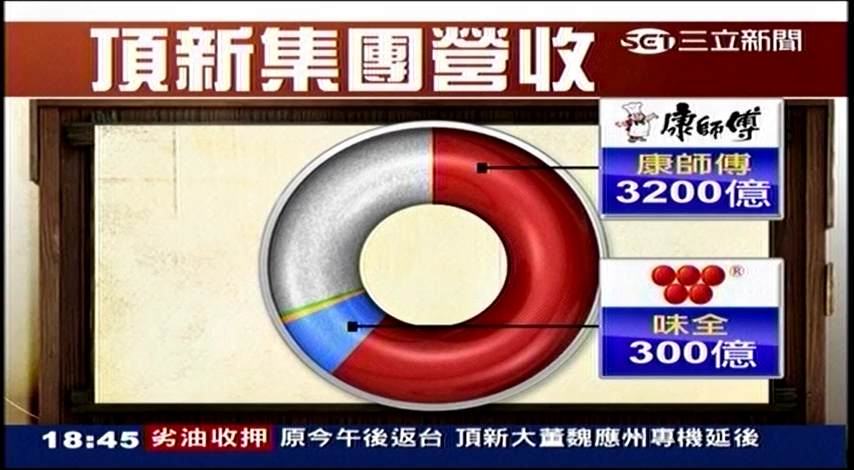 頂新集團營收
SET三立新聞
康師傅
康師傅
3200億
®
味全
300億
18:45 劣油收押 原今午後返台 頂新大董魏應州專機延後